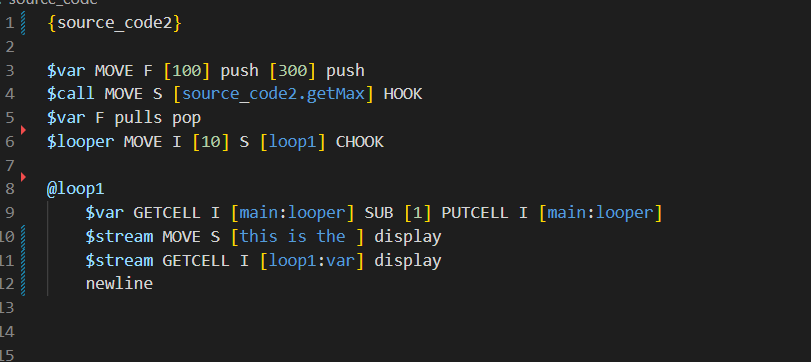 source_code
1 {source_code2}
2
3 $var MOVE F [100] push [300] push
4 $call MOVE S [source_code2.getMax] HOOK
5 $var F pulls pop
6 $looper MOVE I [10] S [loop1] CHOOK
7
8 @loop1
9 $var GETCELL I [main:looper] SUB [1] PUTCELL I [main:looper]
10 $stream MOVE S [this is the ] display
11 $stream GETCELL I [loop1:var] display
12 newline
13
14
15